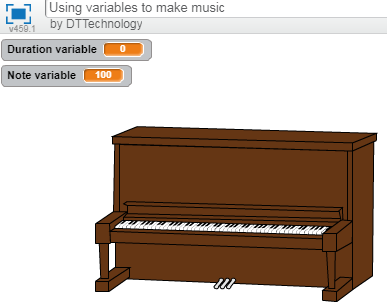 Using variables to make music
by DTTechnology
v459.1
Duration variable 0
Note variable 100